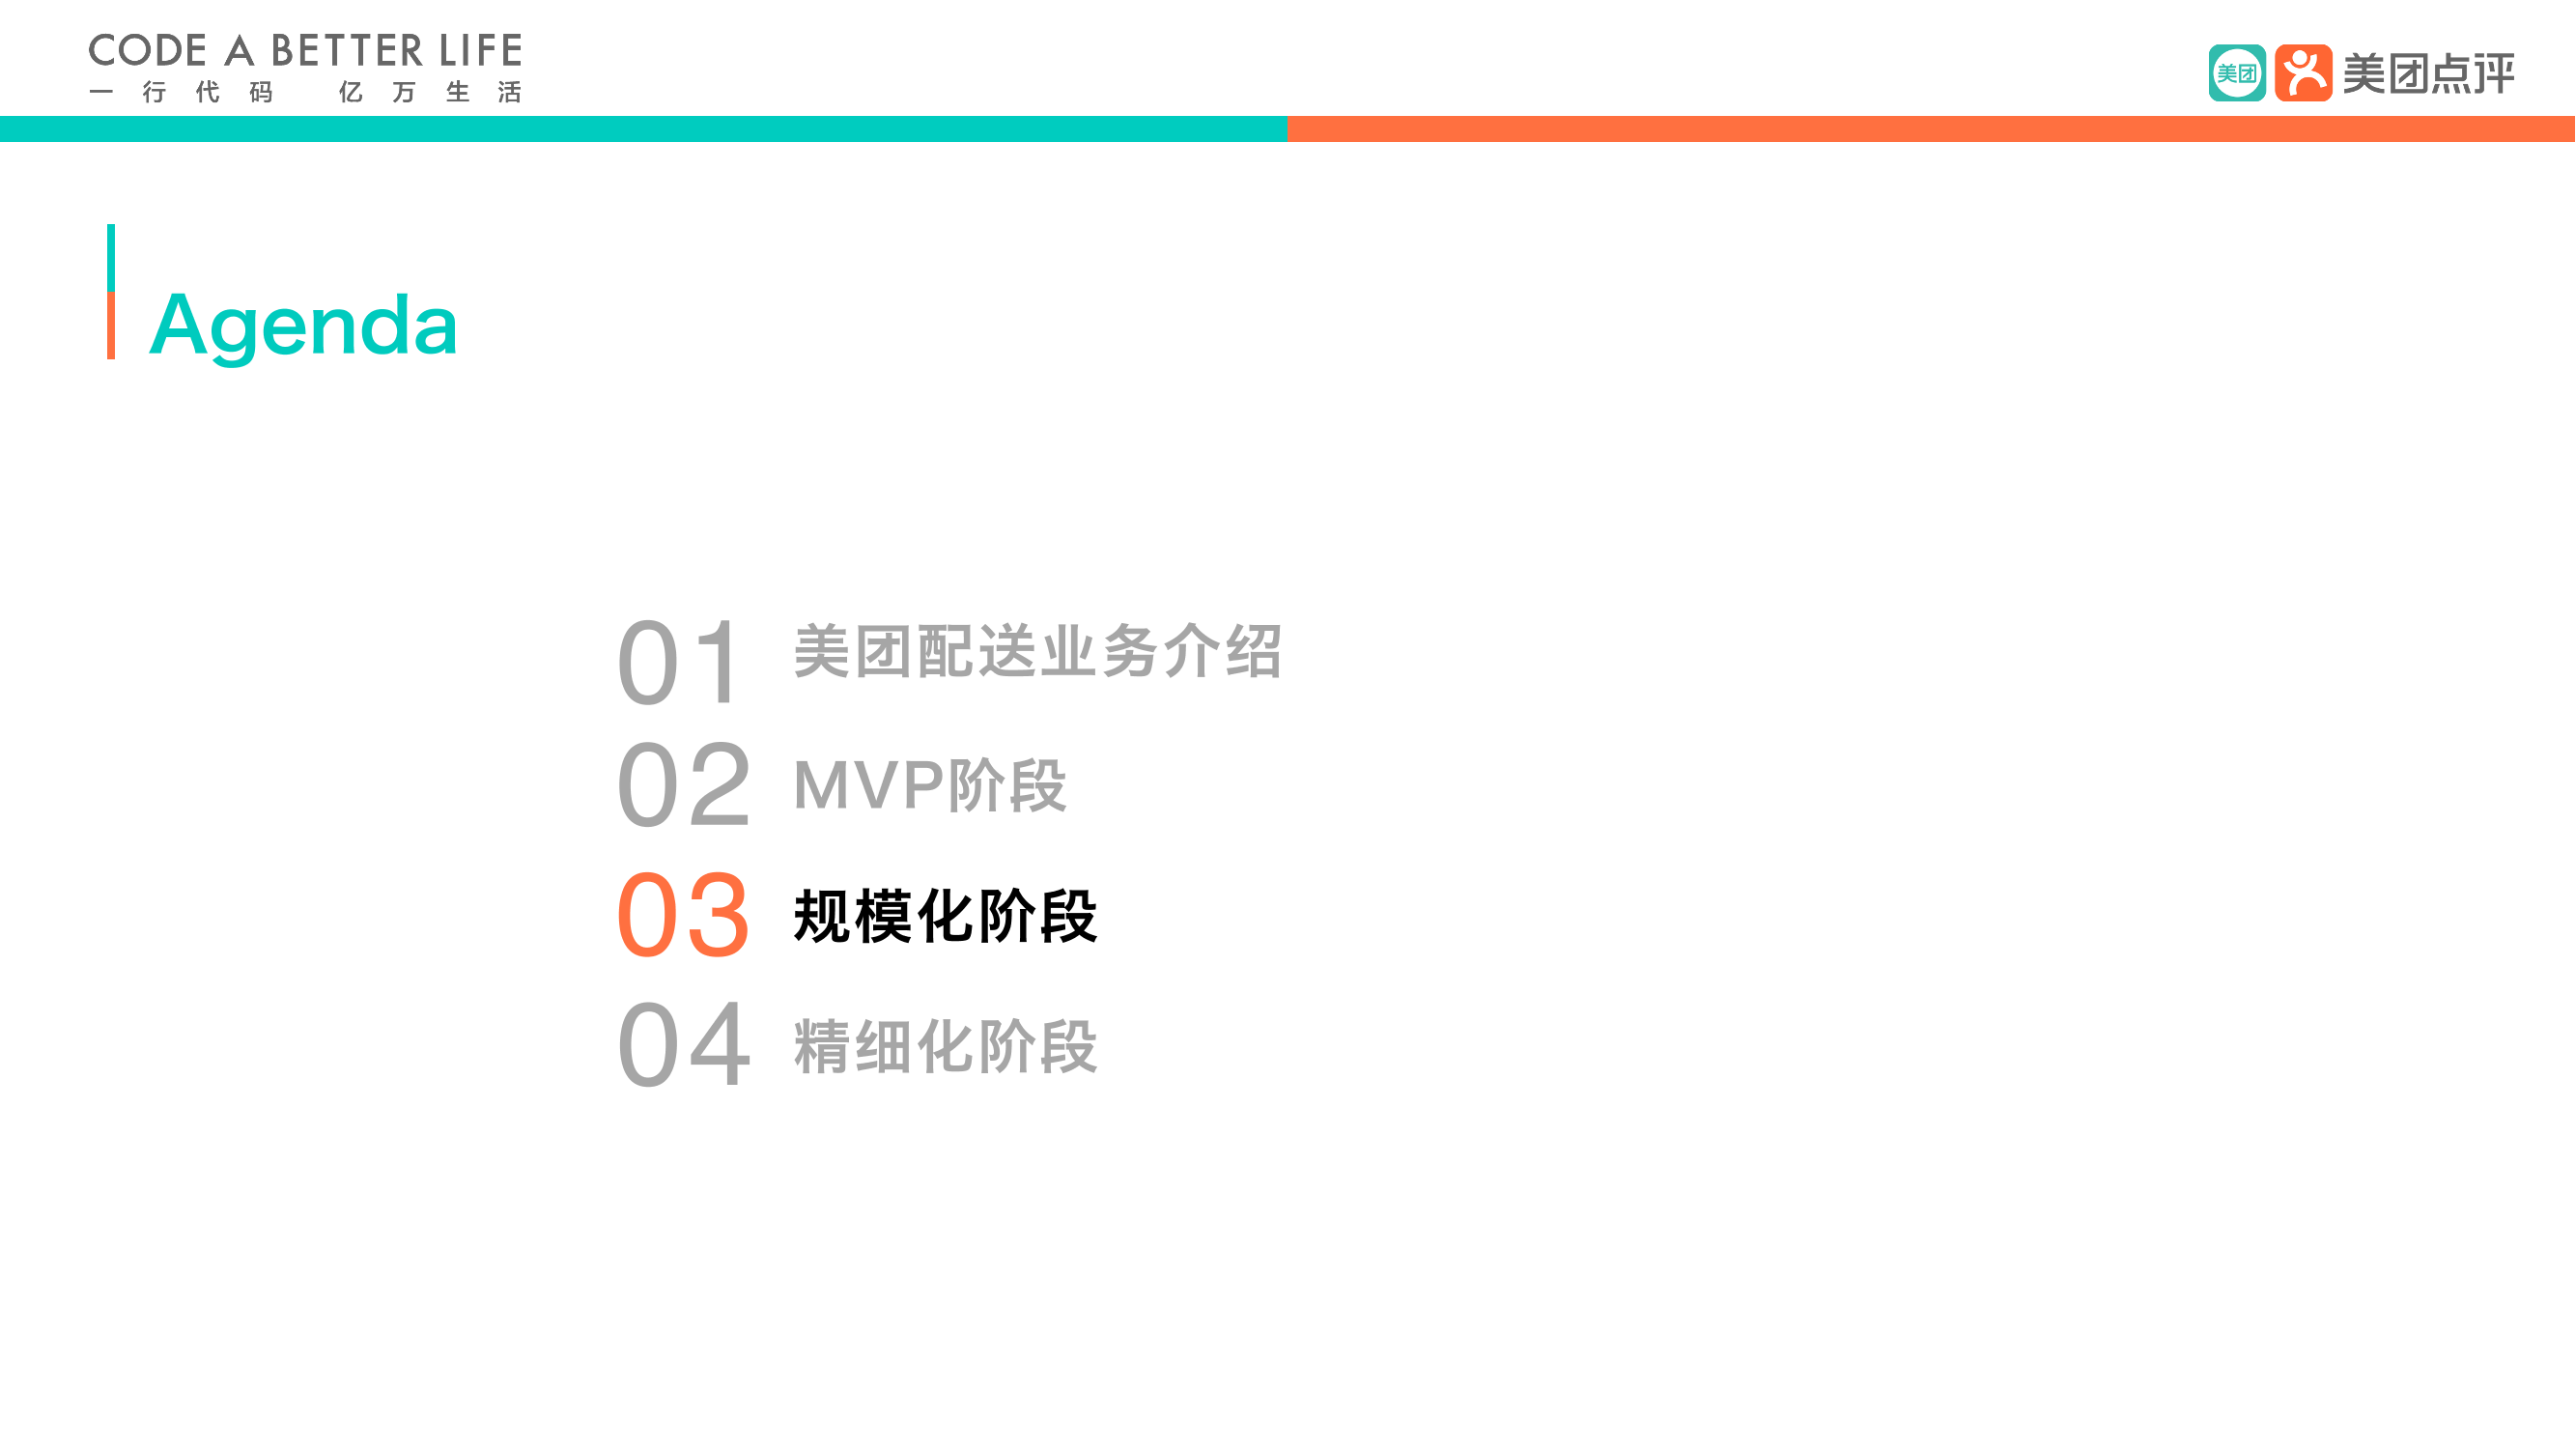 CODE A BETTER LIFE
一行代码 亿万生活
美团 美团点评
Agenda
01 美团配送业务介绍
02 MVP阶段
03 规模化阶段
04 精细化阶段